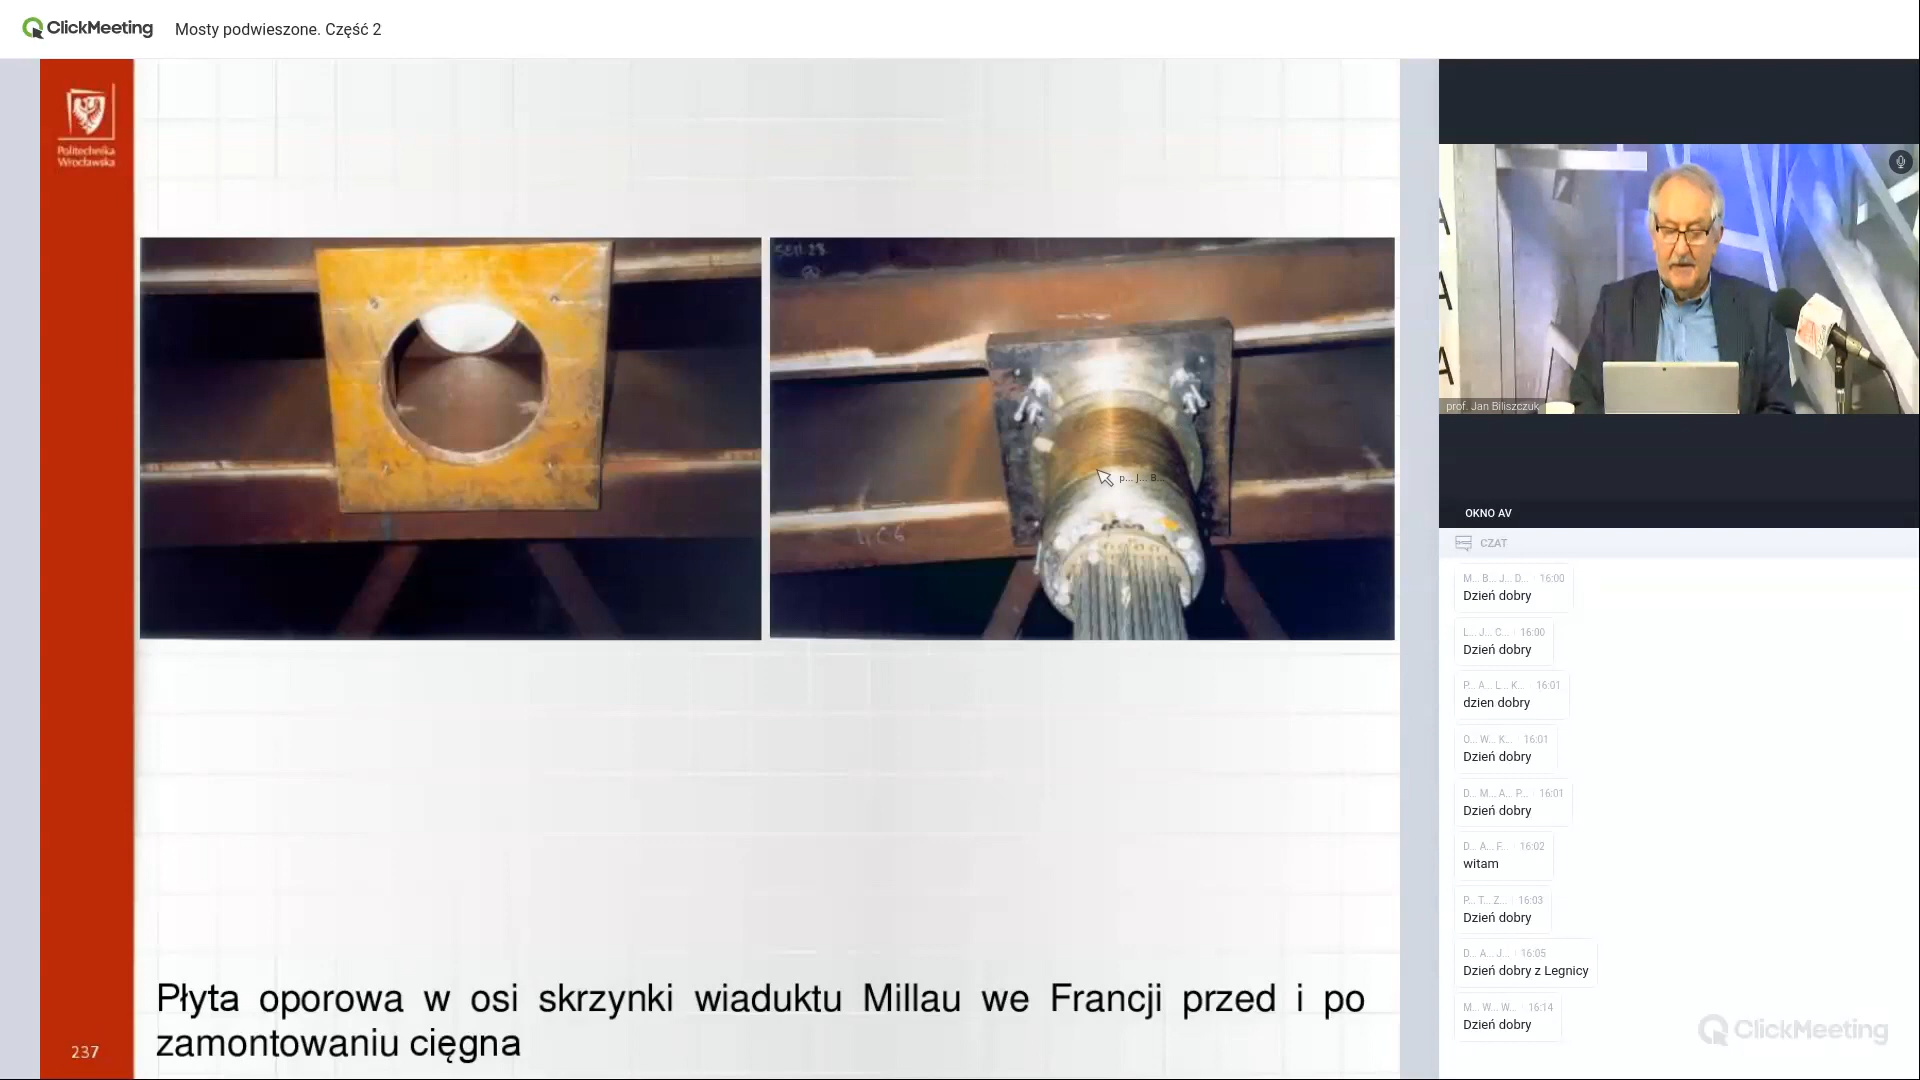 ClickMeeting
Mosty podwieszone. Część 2
Politechnika
Wrocławska
p... J... B...
Płyta oporowa w osi skrzynki wiaduktu Millau we Francji przed i po
zamontowaniu cięgna
237
prof. Jan Biliszczuk
OKNO AV
CZAT
M... B... J... D... 16:00
Dzień dobry
L... J... C... 16:00
Dzień dobry
P... A... L... K... 16:01
dzien dobry
O... W... K... 16:01
Dzień dobry
D... M... A... P... 16:01
Dzień dobry
D... A... F... 16:02
witam
P... T... Z... 16:03
Dzień dobry
D... A... J... 16:05
Dzień dobry z Legnicy
M... W... W... 16:14
Dzień dobry
ClickMeeting